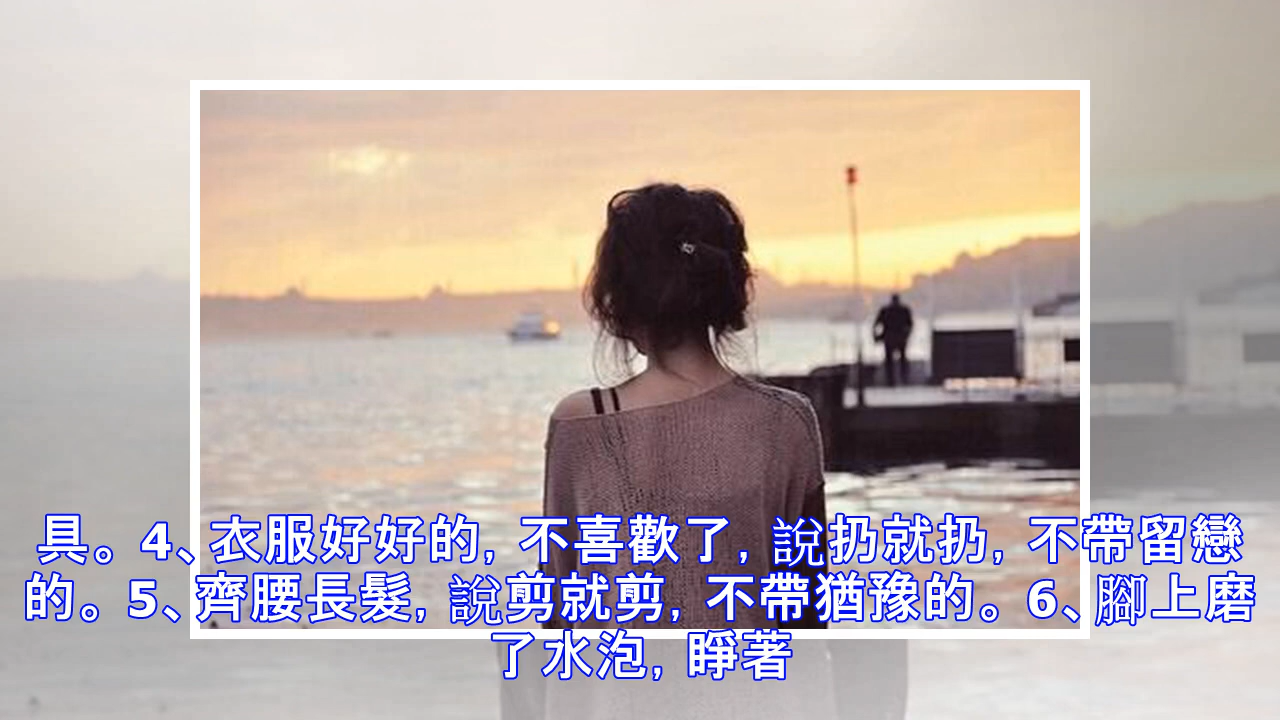 具。4、衣服好好的, 不喜歡了, 說扔就扔, 不帶留戀
的。5、齊腰長髮, 說剪就剪, 不帶猶豫的。6、腳上磨
了水泡, 睜著